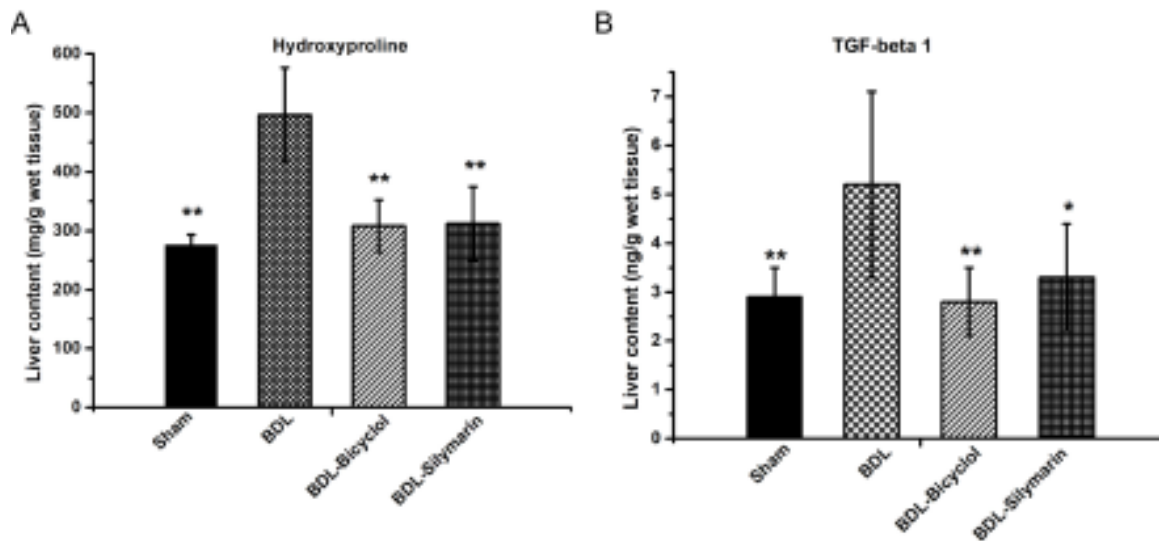 A
Hydroxyproline
Liver content (mg/g wet tissue)
600
500
400
300
200
100
0
**
**
**
Sham
BDL
BDL-Bicyclol
BDL-Silymarin
B
TGF-beta 1
Liver content (ng/g wet tissue)
7
6
5
4
3
2
1
0
**
**
*
Sham
BDL
BDL-Bicyclol
BDL-Silymarin